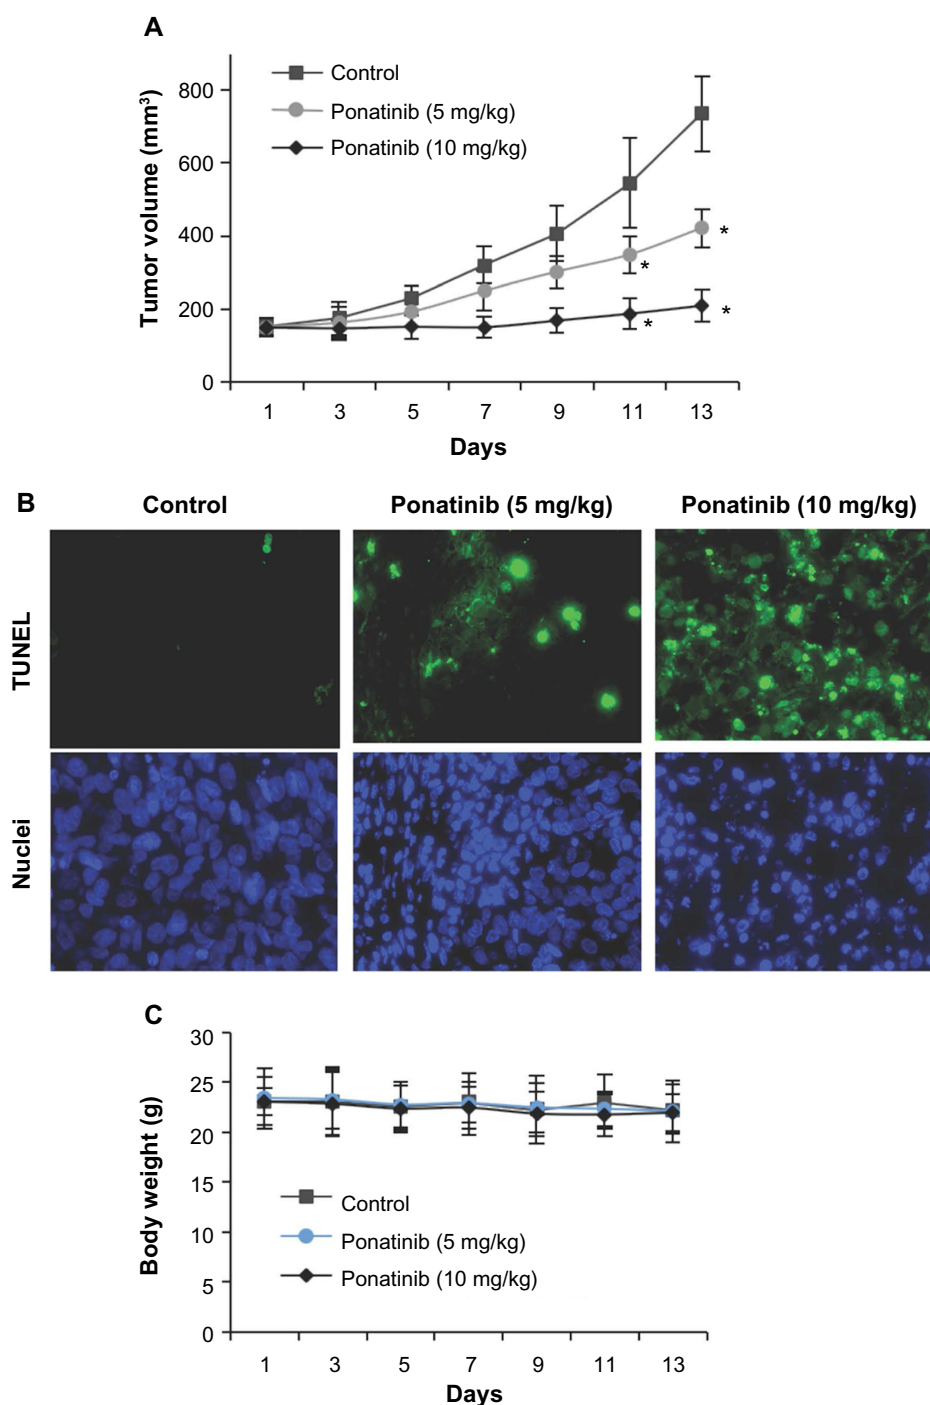 A
Tumor volume (mm³)
800
600
400
200
0
Control
Ponatinib (5 mg/kg)
Ponatinib (10 mg/kg)
*
*
*
*
1 3 5 7 9 11 13
Days
B
Control Ponatinib (5 mg/kg) Ponatinib (10 mg/kg)
TUNEL
Nuclei
C
Body weight (g)
30
25
20
15
10
5
0
Control
Ponatinib (5 mg/kg)
Ponatinib (10 mg/kg)
1 3 5 7 9 11 13
Days